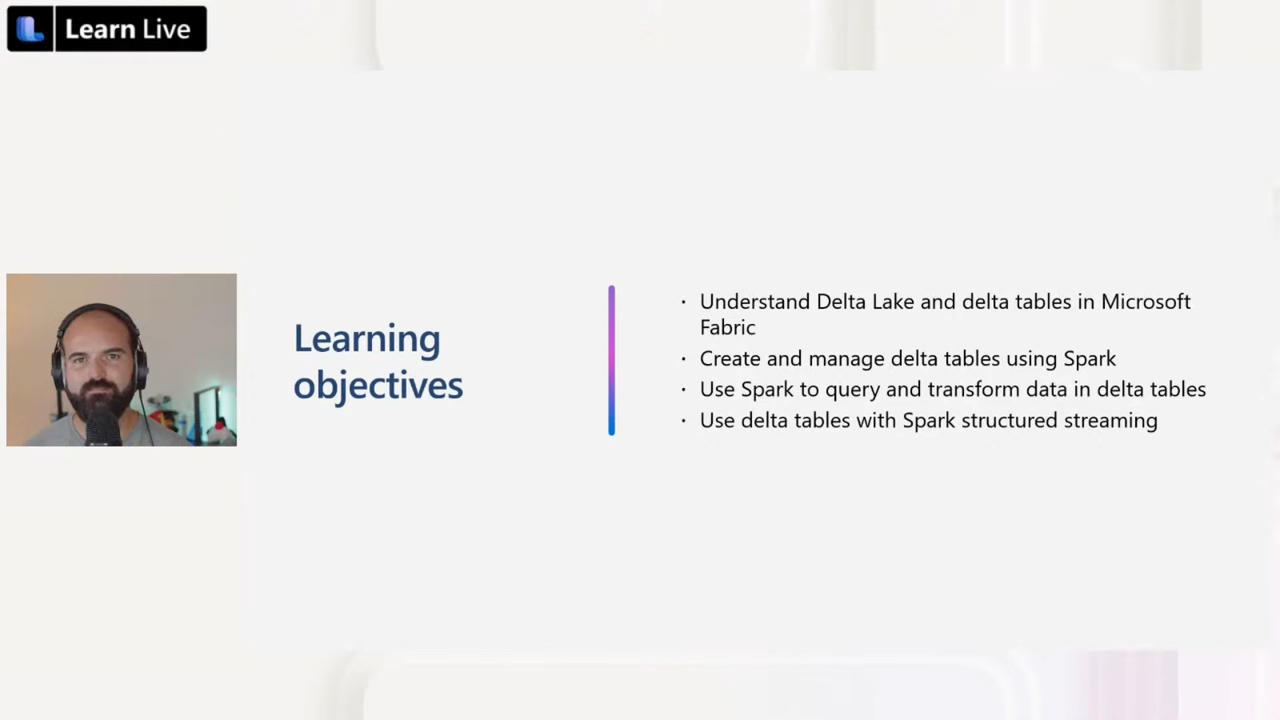 Learn Live
Learning
objectives
· Understand Delta Lake and delta tables in Microsoft
Fabric
· Create and manage delta tables using Spark
· Use Spark to query and transform data in delta tables
· Use delta tables with Spark structured streaming